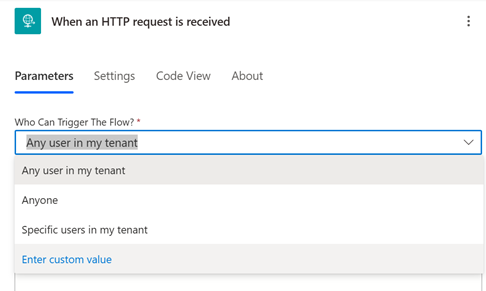 When an HTTP request is received
Parameters Settings Code View About
Who Can Trigger The Flow? *
Any user in my tenant
Any user in my tenant
Anyone
Specific users in my tenant
Enter custom value